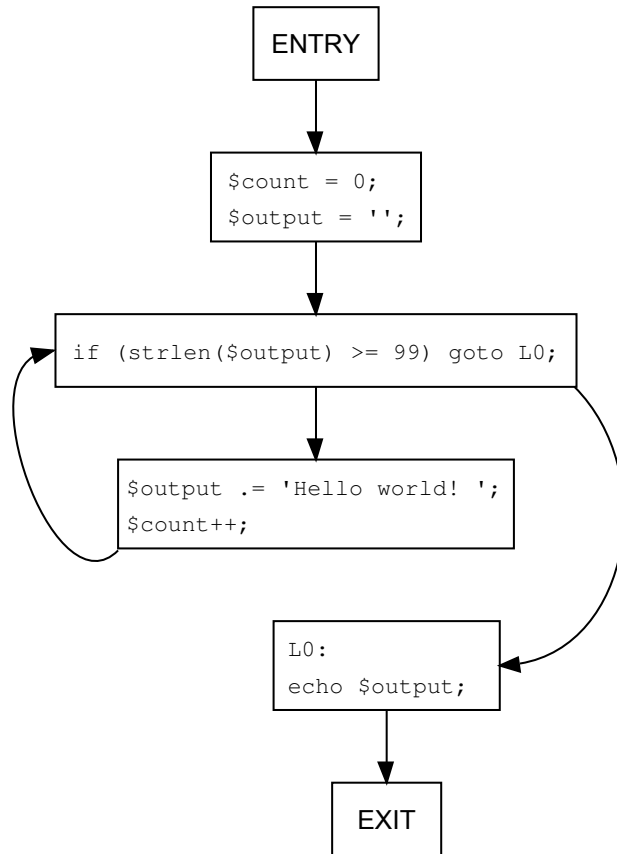 ENTRY
$count = 0;
$output = '';
if (strlen($output) >= 99) goto L0;
$output .= 'Hello world! ';
$count++;
L0:
echo $output;
EXIT